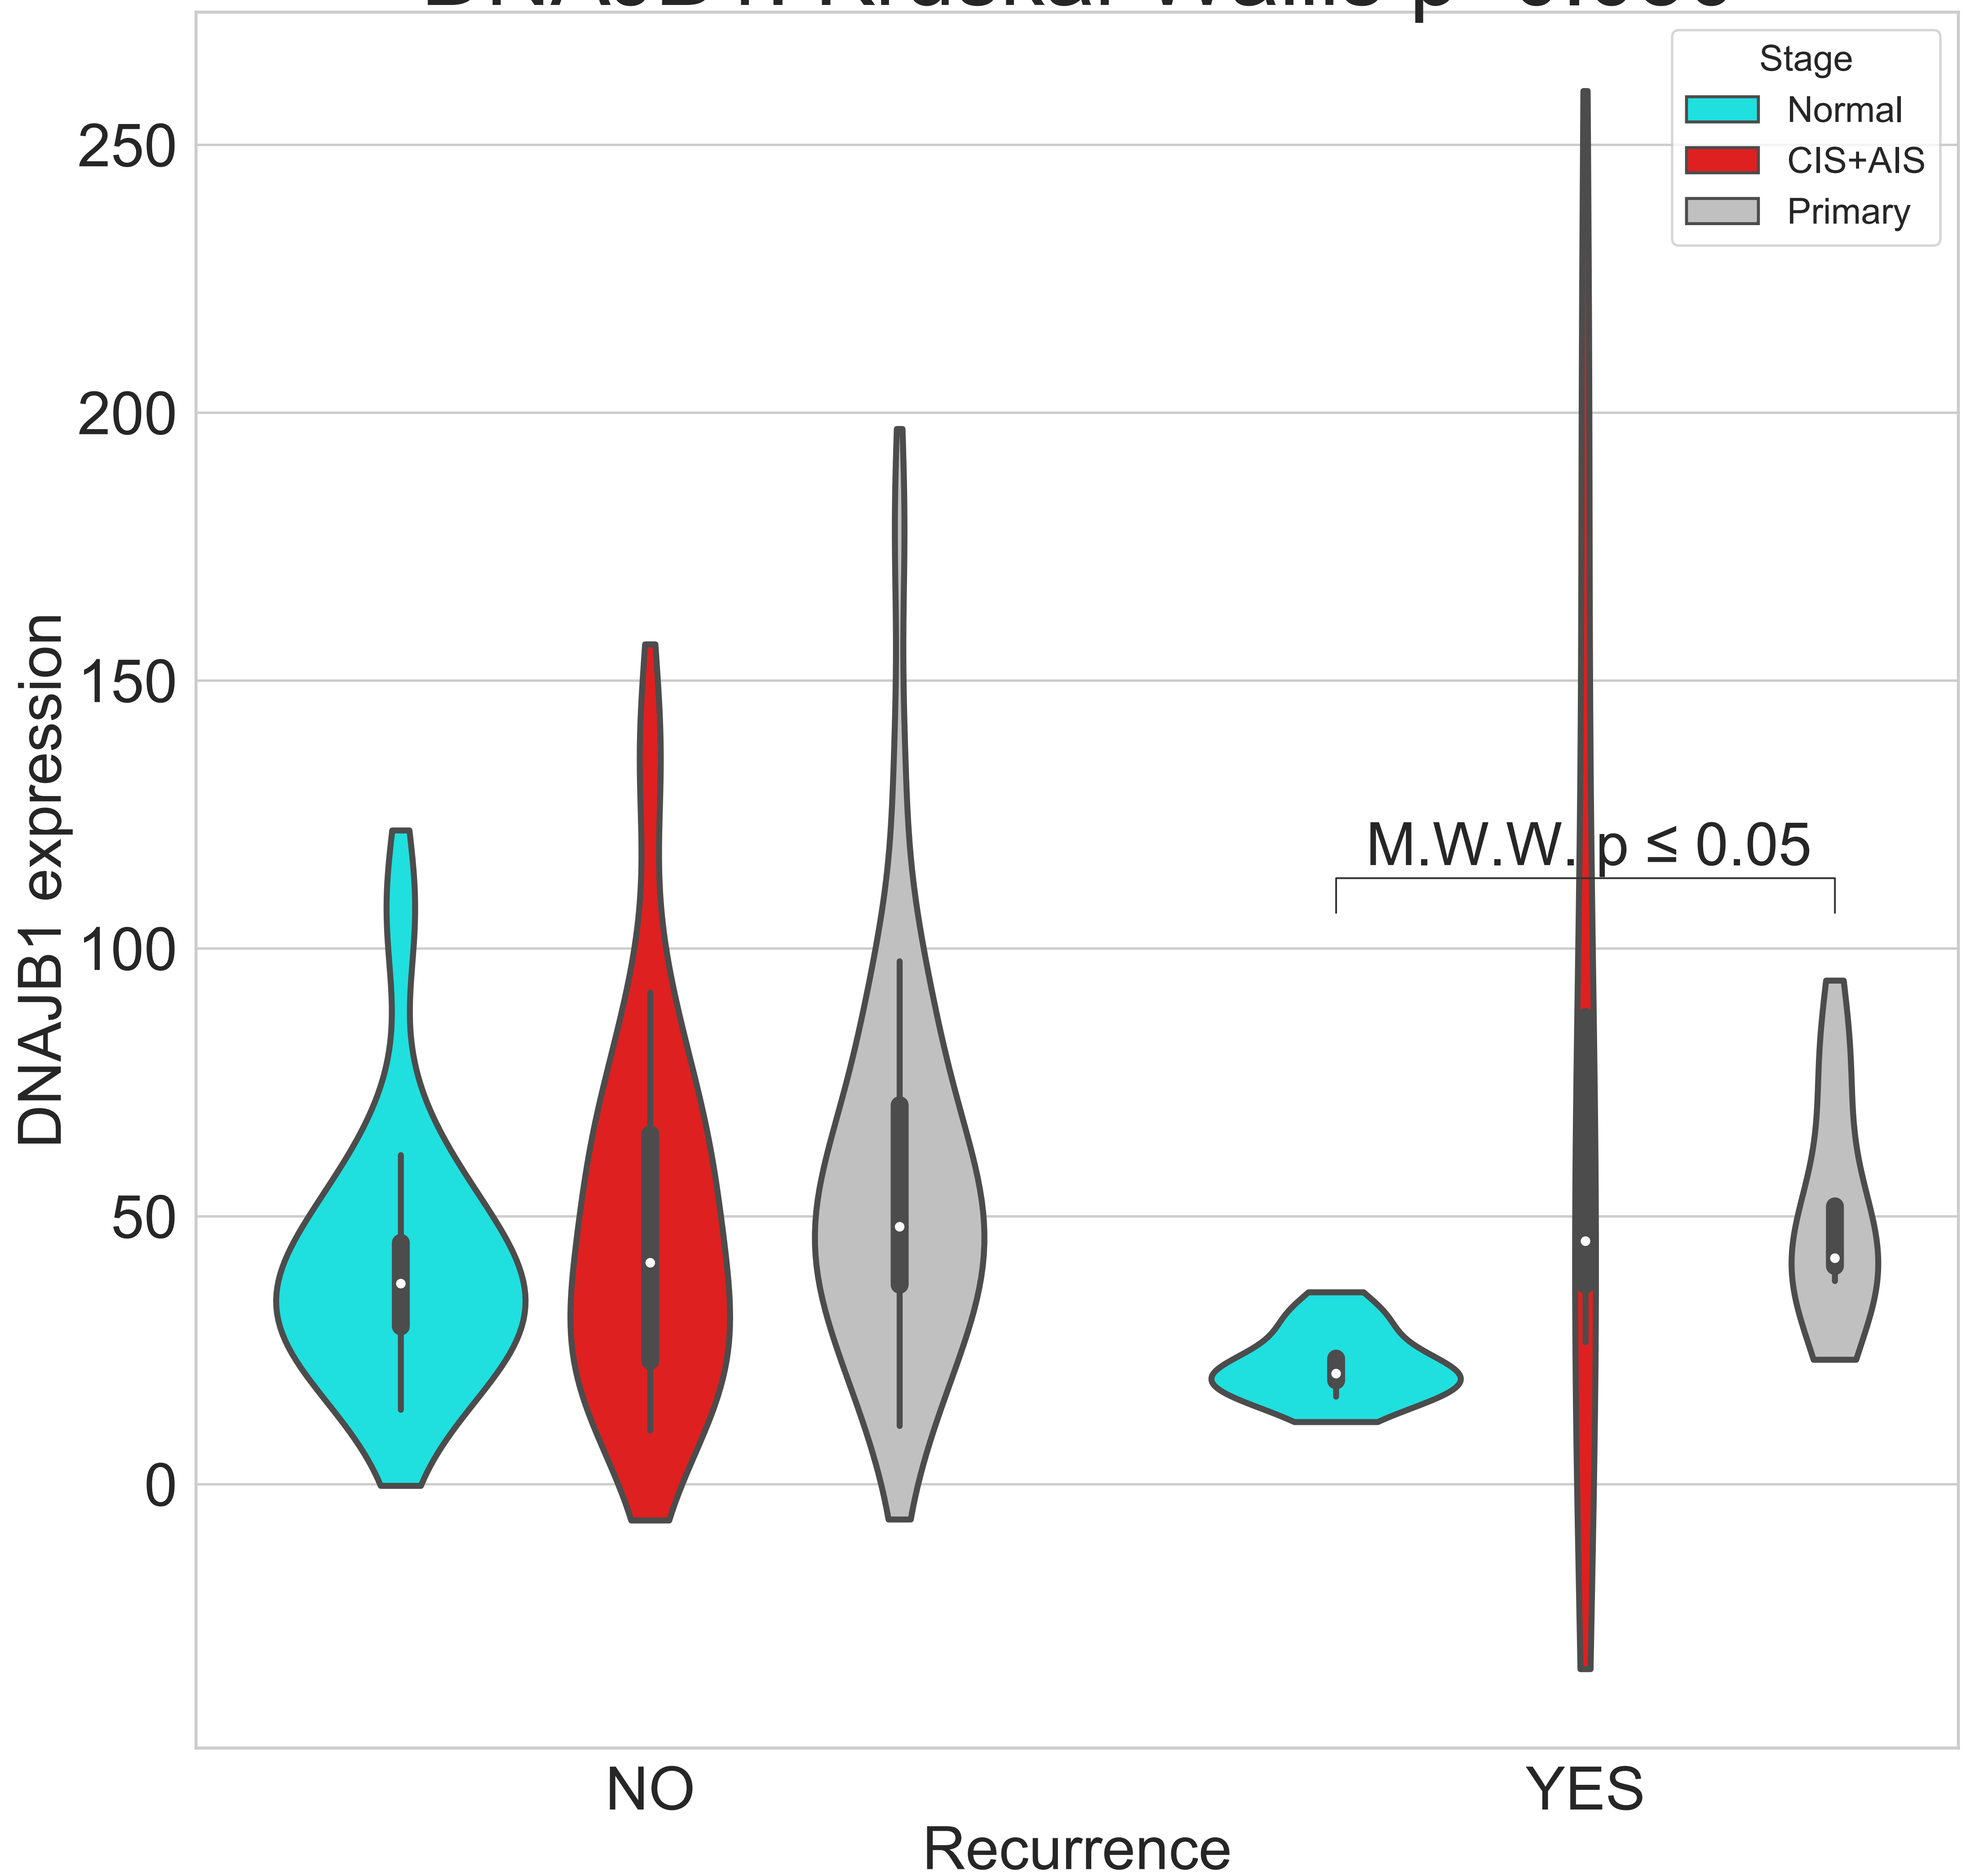 Stage
Normal
CIS+AIS
Primary
250
200
150
100
50
0
DNAJB1 expression
M.W.W. p ≤ 0.05
NO
YES
Recurrence